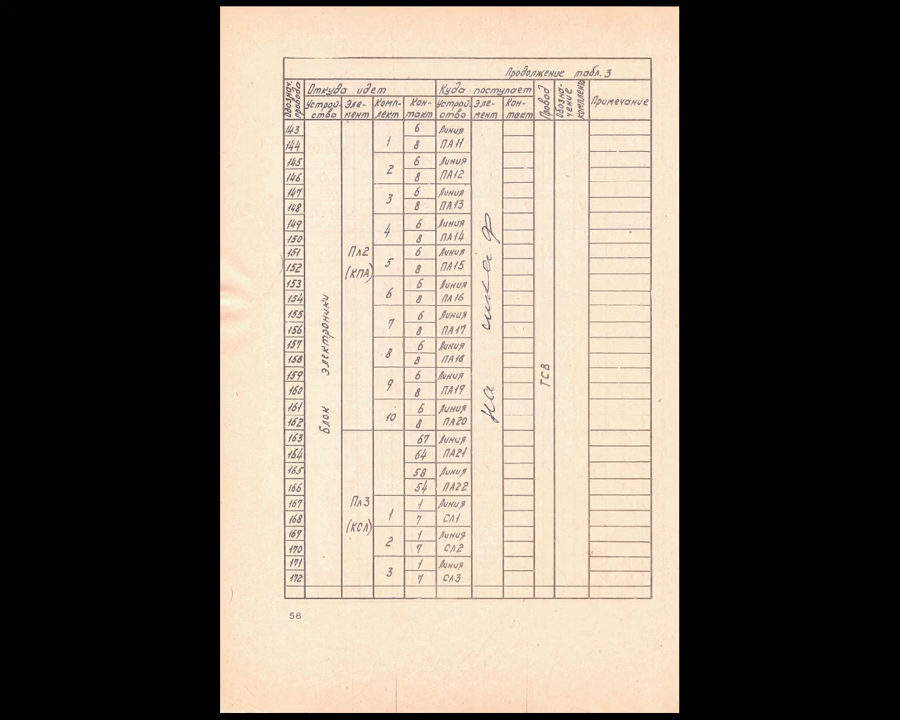 Продолжение табл. 3
Обознач. провода Откуда идет Куда поступает Провод Обозна-чение комплекта Примечание
Устрой-ство Эле-мент Комп-лект Кон-такт Устрой-ство Эле-мент Кон-такт
Блок электроники
Пл2 (КПА)
на шкаф
ТСВ
143 1 6 Линия
144 8 ПА11
145 2 6 Линия
146 8 ПА12
147 3 6 Линия
148 8 ПА13
149 4 6 Линия
150 8 ПА14
151 5 6 Линия
152 8 ПА15
153 6 6 Линия
154 8 ПА16
155 7 6 Линия
156 8 ПА17
157 8 6 Линия
158 8 ПА18
159 9 6 Линия
160 8 ПА19
161 10 6 Линия
162 8 ПА20
Пл3 (КСЛ)
163 67 Линия
164 64 ПА21
165 58 Линия
166 54 ПА22
167 1 1 Линия
168 7 СЛ1
169 2 1 Линия
170 7 СЛ2
171 3 1 Линия
172 7 СЛ3
58